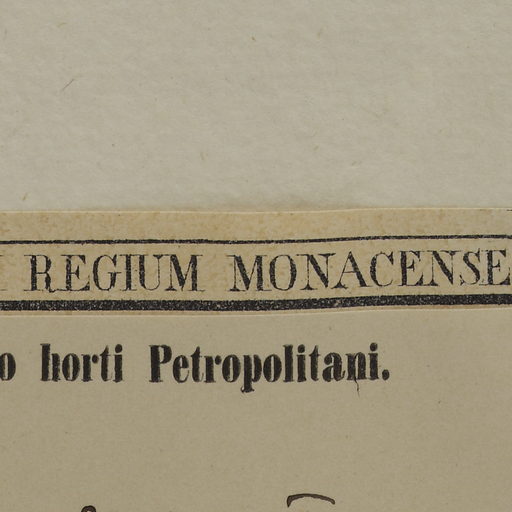 REGIUM MONACENSE
o horti Petropolitani.